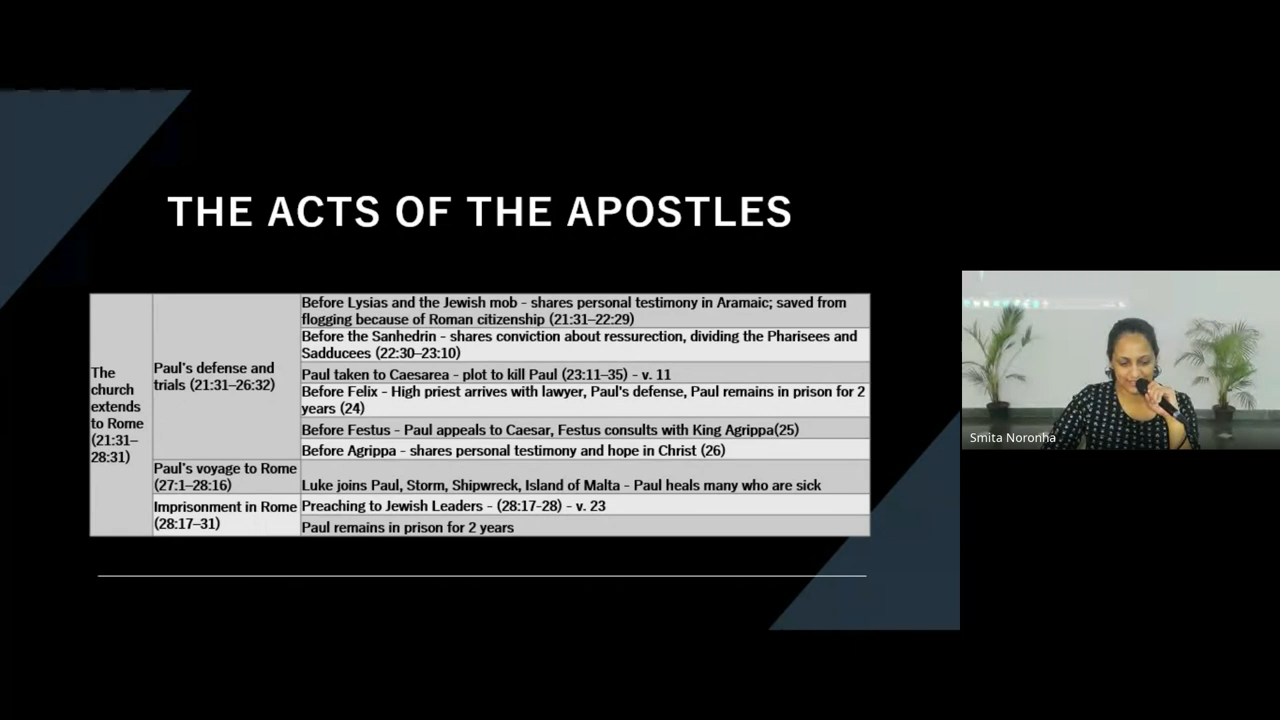 THE ACTS OF THE APOSTLES
The
church
extends
to Rome
(21:31–
28:31)
Paul's defense and
trials (21:31–26:32)
Before Lysias and the Jewish mob - shares personal testimony in Aramaic; saved from
flogging because of Roman citizenship (21:31–22:29)
Before the Sanhedrin - shares conviction about ressurection, dividing the Pharisees and
Sadducees (22:30–23:10)
Paul taken to Caesarea - plot to kill Paul (23:11–35) - v. 11
Before Felix - High priest arrives with lawyer, Paul's defense, Paul remains in prison for 2
years (24)
Before Festus - Paul appeals to Caesar, Festus consults with King Agrippa(25)
Before Agrippa - shares personal testimony and hope in Christ (26)
Paul's voyage to Rome
(27:1–28:16)
Luke joins Paul, Storm, Shipwreck, Island of Malta - Paul heals many who are sick
Imprisonment in Rome
(28:17–31)
Preaching to Jewish Leaders - (28:17-28) - v. 23
Paul remains in prison for 2 years
Smita Noronha